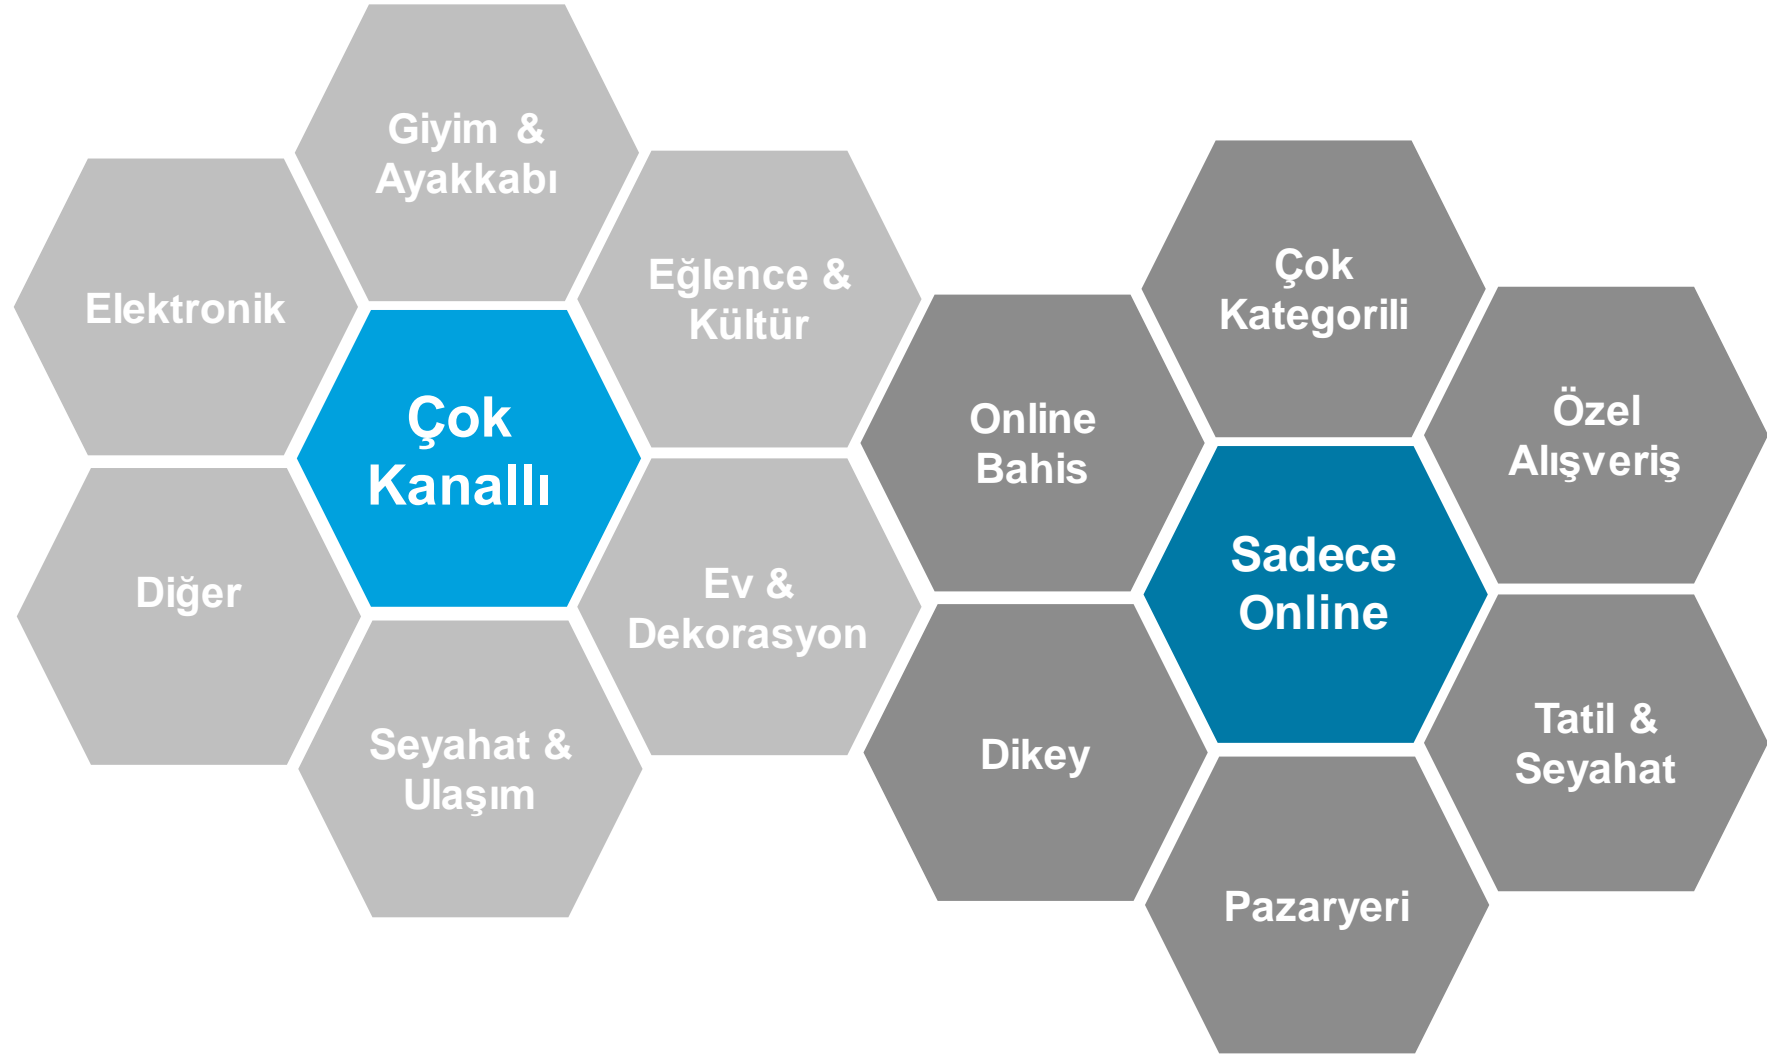 Giyim &
Ayakkabı
Elektronik
Eğlence &
Kültür
Çok
Kanallı
Diğer
Ev &
Dekorasyon
Seyahat &
Ulaşım
Çok
Kategorili
Online
Bahis
Özel
Alışveriş
Sadece
Online
Dikey
Tatil &
Seyahat
Pazaryeri